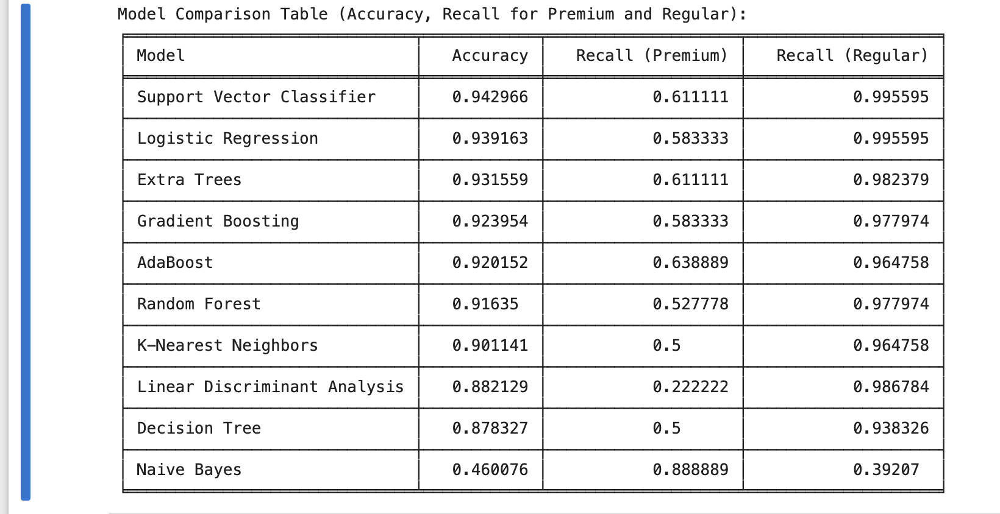 Model Comparison Table (Accuracy, Recall for Premium and Regular):
Model Accuracy Recall (Premium) Recall (Regular)
Support Vector Classifier 0.942966 0.611111 0.995595
Logistic Regression 0.939163 0.583333 0.995595
Extra Trees 0.931559 0.611111 0.982379
Gradient Boosting 0.923954 0.583333 0.977974
AdaBoost 0.920152 0.638889 0.964758
Random Forest 0.91635 0.527778 0.977974
K-Nearest Neighbors 0.901141 0.5 0.964758
Linear Discriminant Analysis 0.882129 0.222222 0.986784
Decision Tree 0.878327 0.5 0.938326
Naive Bayes 0.460076 0.888889 0.39207